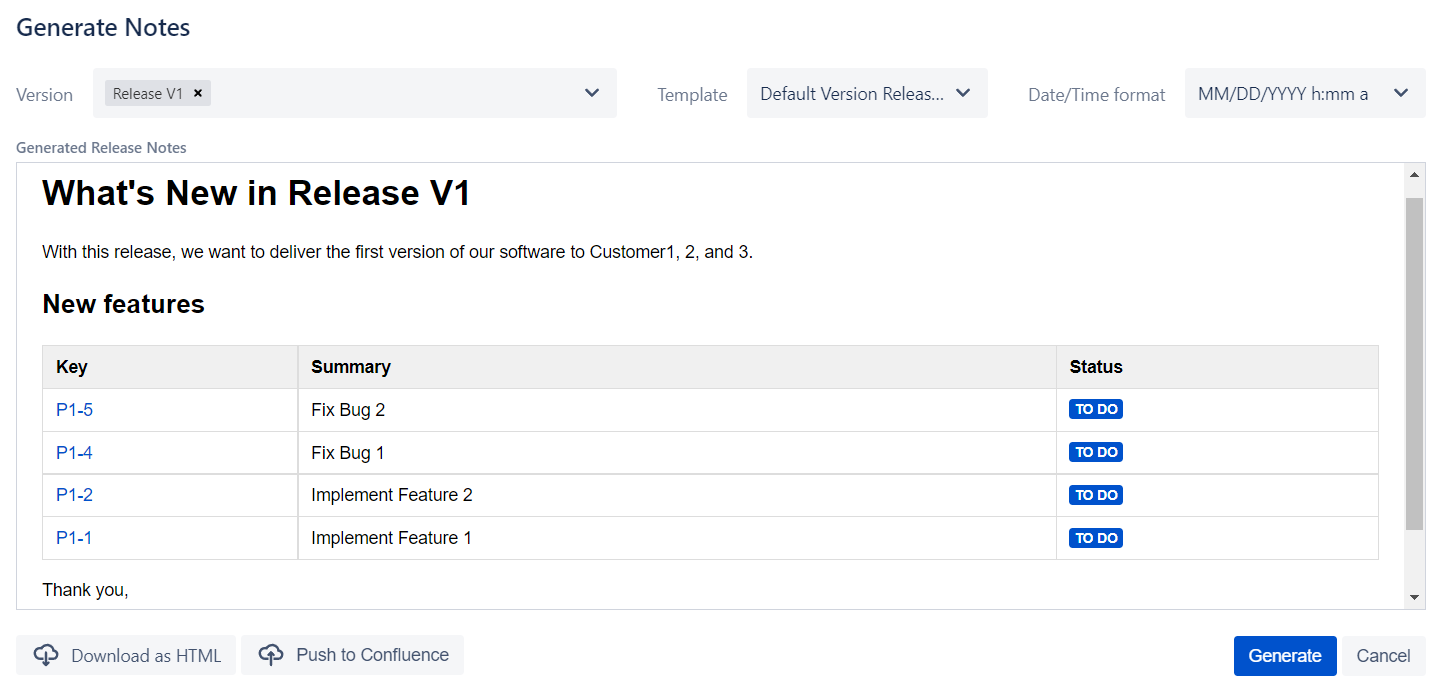 Generate Notes
Version Release V1 × Template Default Version Releas... Date/Time format MM/DD/YYYY h:mm a
Generated Release Notes
What's New in Release V1
With this release, we want to deliver the first version of our software to Customer1, 2, and 3.
New features
Key Summary Status
P1-5 Fix Bug 2 TO DO
P1-4 Fix Bug 1 TO DO
P1-2 Implement Feature 2 TO DO
P1-1 Implement Feature 1 TO DO
Thank you,
Download as HTML Push to Confluence Generate Cancel